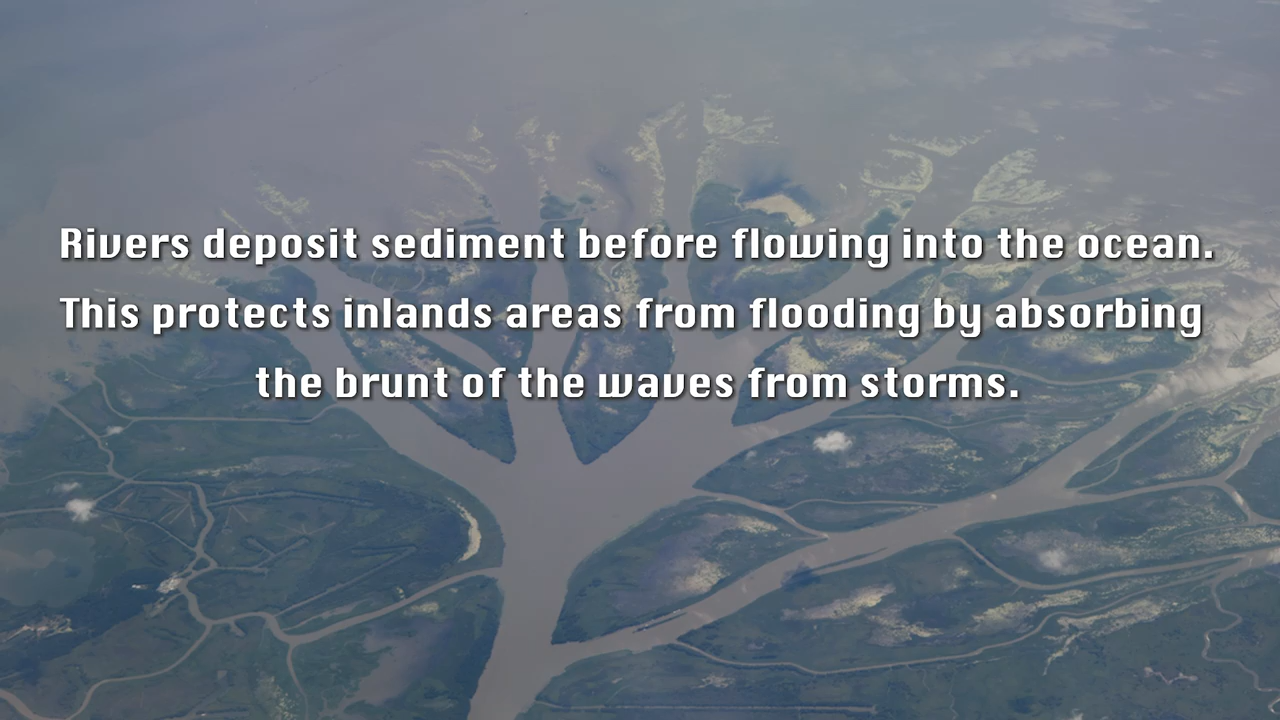 Rivers deposit sediment before flowing into the ocean.
This protects inlands areas from flooding by absorbing
the brunt of the waves from storms.